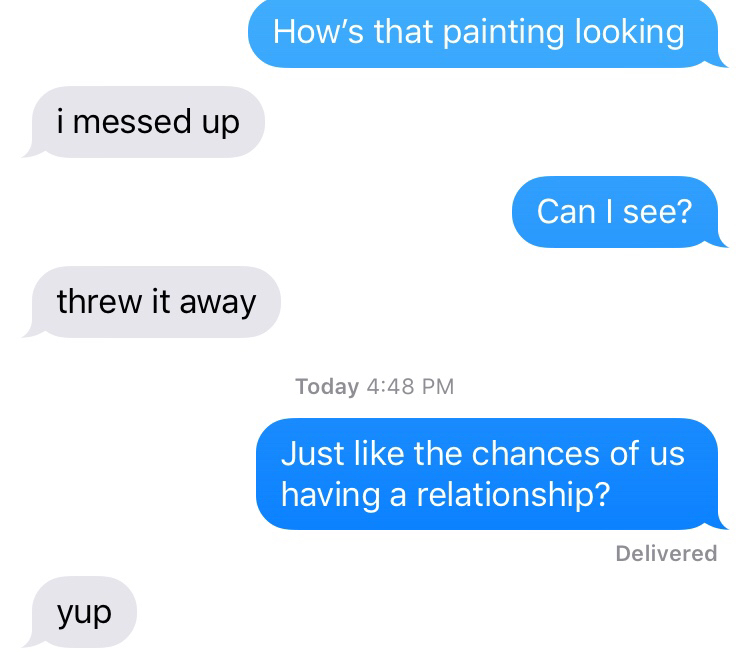 How’s that painting looking
i messed up
Can I see?
threw it away
Today 4:48 PM
Just like the chances of us
having a relationship?
Delivered
yup